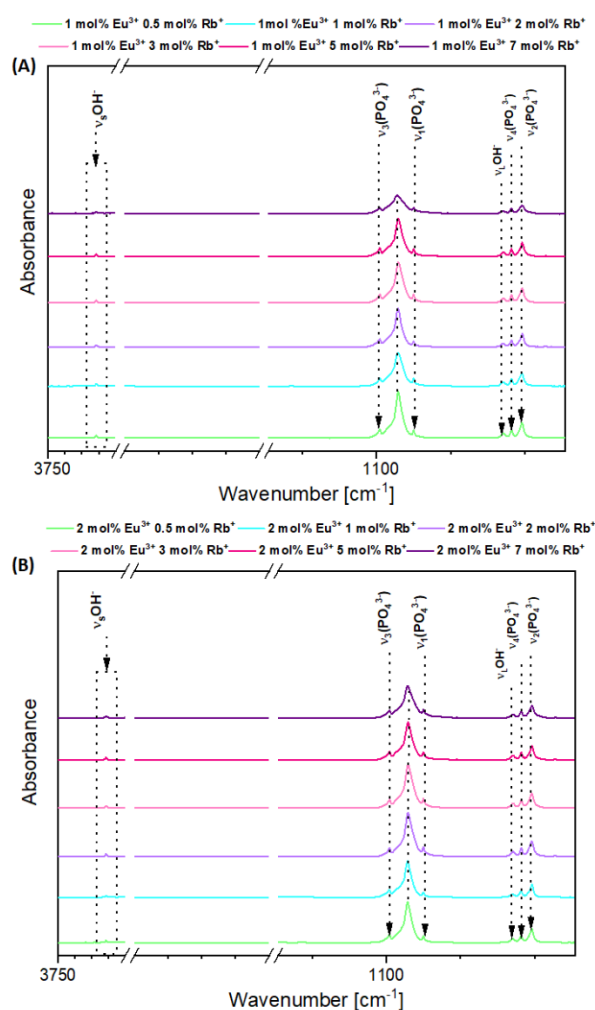 1 mol% Eu³⁺ 0.5 mol% Rb⁺ 1mol %Eu³⁺ 1 mol% Rb⁺ 1 mol% Eu³⁺ 2 mol% Rb⁺
1 mol% Eu³⁺ 3 mol% Rb⁺ 1 mol% Eu³⁺ 5 mol% Rb⁺ 1 mol% Eu³⁺ 7 mol% Rb⁺
(A)
νsOH⁻
ν₃(PO₄³⁻)
ν₁(PO₄³⁻)
νLOH⁻
ν₄(PO₄³⁻)
ν₂(PO₄³⁻)
Absorbance
3750 1100
Wavenumber [cm⁻¹]
2 mol% Eu³⁺ 0.5 mol% Rb⁺ 2 mol% Eu³⁺ 1 mol% Rb⁺ 2 mol% Eu³⁺ 2 mol% Rb⁺
2 mol% Eu³⁺ 3 mol% Rb⁺ 2 mol% Eu³⁺ 5 mol% Rb⁺ 2 mol% Eu³⁺ 7 mol% Rb⁺
(B)
νsOH⁻
ν₃(PO₄³⁻)
ν₁(PO₄³⁻)
νLOH⁻
ν₄(PO₄³⁻)
ν₂(PO₄³⁻)
Absorbance
3750 1100
Wavenumber [cm⁻¹]